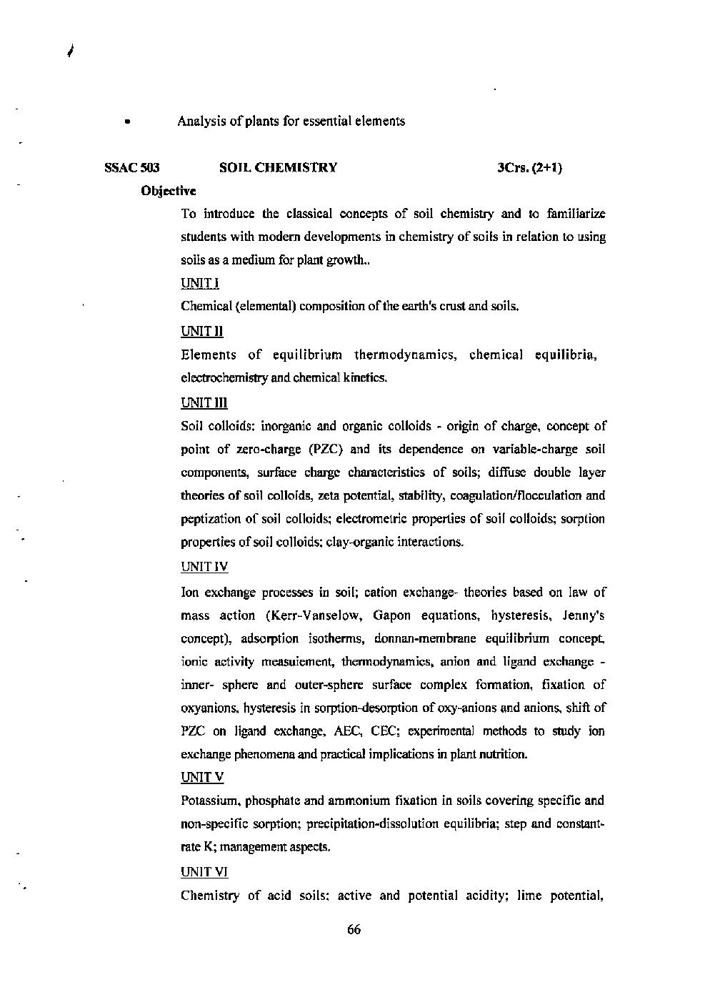 • Analysis of plants for essential elements
SSAC 503 SOIL CHEMISTRY 3Crs. (2+1)
Objective
To introduce the classical concepts of soil chemistry and to familiarize
students with modern developments in chemistry of soils in relation to using
soils as a medium for plant growth..
UNIT I
Chemical (elemental) composition of the earth's crust and soils.
UNIT II
Elements of equilibrium thermodynamics, chemical equilibria,
electrochemistry and chemical kinetics.
UNIT III
Soil colloids: inorganic and organic colloids - origin of charge, concept of
point of zero-charge (PZC) and its dependence on variable-charge soil
components, surface charge characteristics of soils; diffuse double layer
theories of soil colloids, zeta potential, stability, coagulation/flocculation and
peptization of soil colloids; electrometric properties of soil colloids; sorption
properties of soil colloids; clay-organic interactions.
UNIT IV
Ion exchange processes in soil; cation exchange- theories based on law of
mass action (Kerr-Vanselow, Gapon equations, hysteresis, Jenny's
concept), adsorption isotherms, donnan-membrane equilibrium concept,
ionic activity measuiement, thermodynamics, anion and ligand exchange -
inner- sphere and outer-sphere surface complex formation, fixation of
oxyanions, hysteresis in sorption-desorption of oxy-anions and anions, shift of
PZC on ligand exchange, AEC, CEC; experimental methods to study ion
exchange phenomena and practical implications in plant nutrition.
UNIT V
Potassium, phosphate and ammonium fixation in soils covering specific and
non-specific sorption; precipitation-dissolution equilibria; step and constant-
rate K; management aspects.
UNIT VI
Chemistry of acid soils: active and potential acidity; lime potential,
66